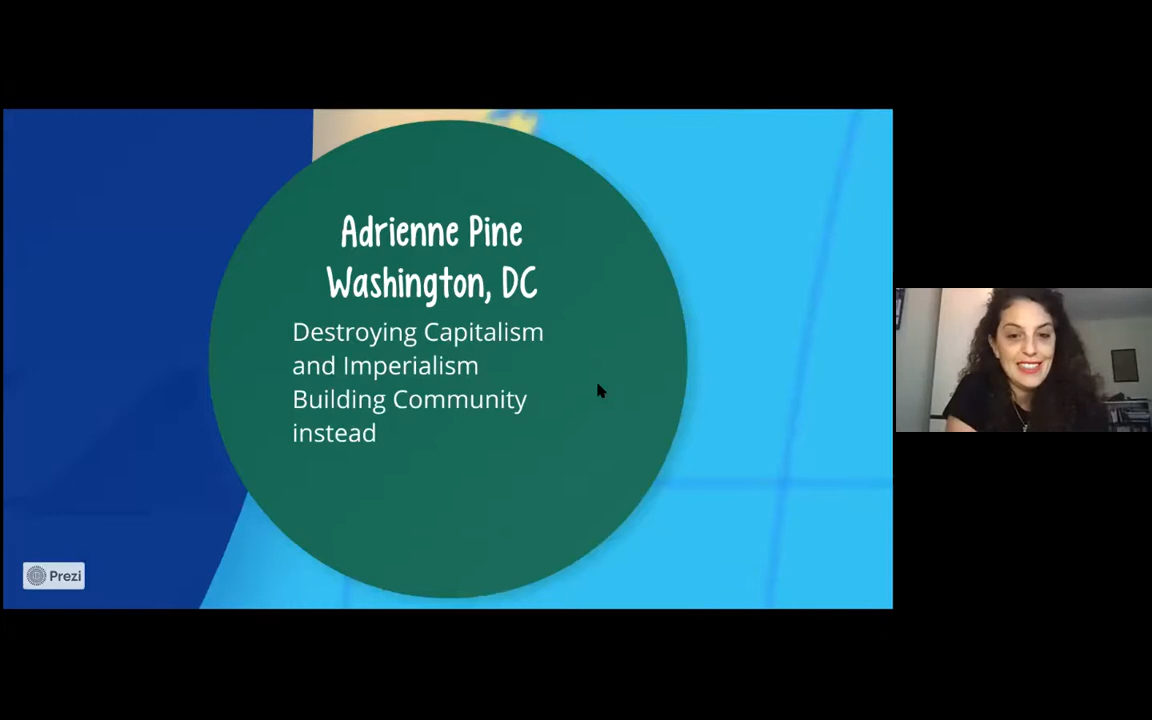 Adrienne Pine
Washington, DC
Destroying Capitalism
and Imperialism
Building Community
instead
Prezi